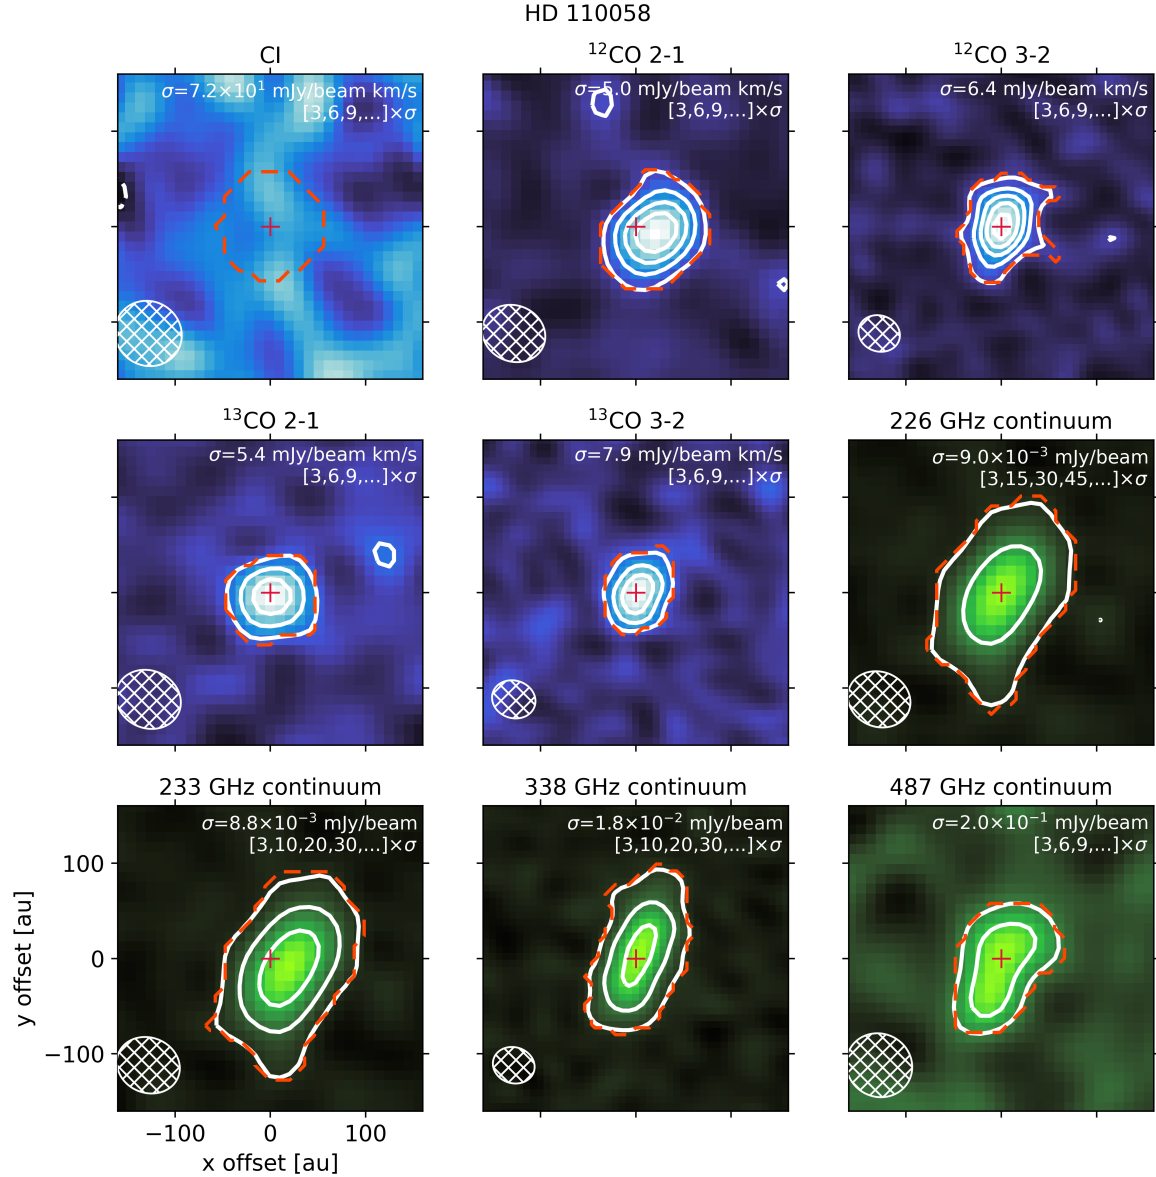 HD 110058
CI
σ=7.2×10¹ mJy/beam km/s
[3,6,9,...]×σ
¹²CO 2-1
σ=5.0 mJy/beam km/s
[3,6,9,...]×σ
¹²CO 3-2
σ=6.4 mJy/beam km/s
[3,6,9,...]×σ
¹³CO 2-1
σ=5.4 mJy/beam km/s
[3,6,9,...]×σ
¹³CO 3-2
σ=7.9 mJy/beam km/s
[3,6,9,...]×σ
226 GHz continuum
σ=9.0×10⁻³ mJy/beam
[3,15,30,45,...]×σ
233 GHz continuum
σ=8.8×10⁻³ mJy/beam
[3,10,20,30,...]×σ
338 GHz continuum
σ=1.8×10⁻² mJy/beam
[3,10,20,30,...]×σ
487 GHz continuum
σ=2.0×10⁻¹ mJy/beam
[3,6,9,...]×σ
100
0
−100
y offset [au]
−100 0 100
x offset [au]